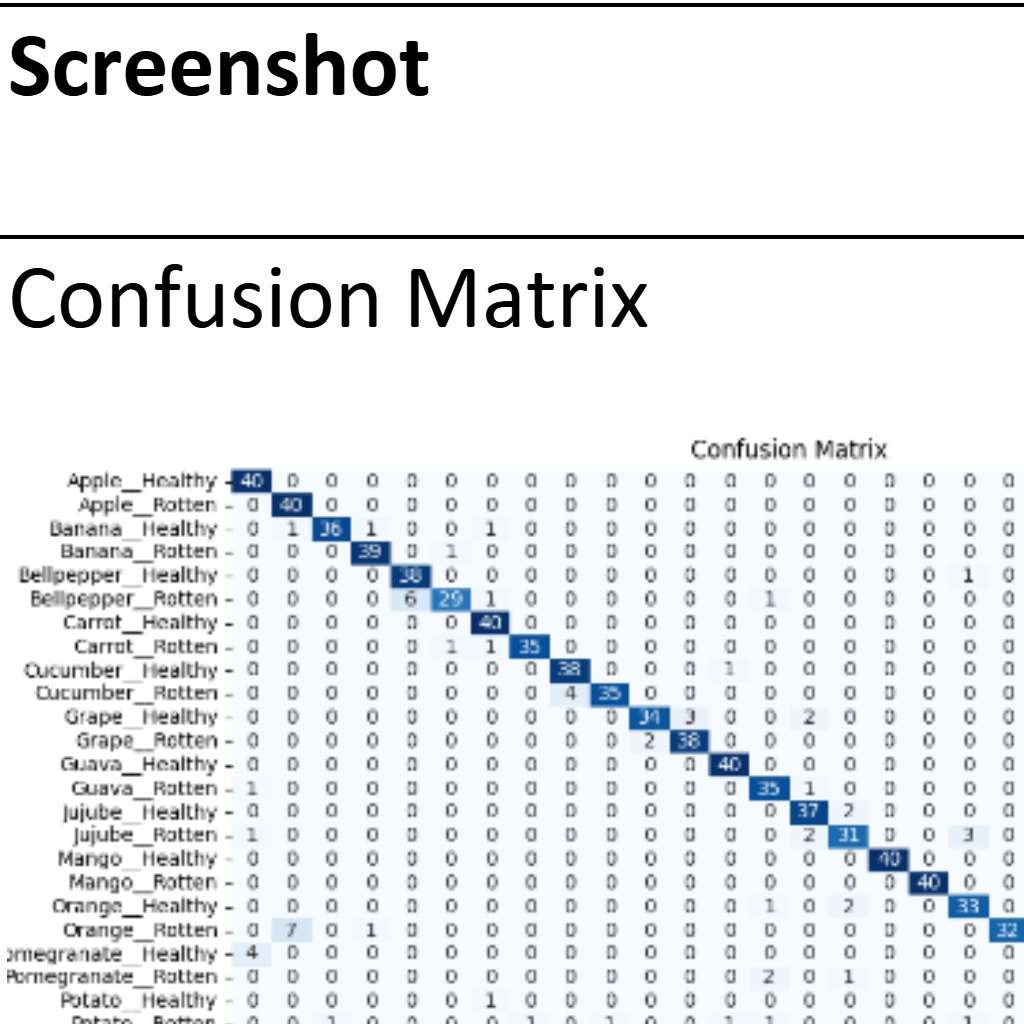 Screenshot
Confusion Matrix
Confusion Matrix
Apple__Healthy 40 0 0 0 0 0 0 0 0 0 0 0 0 0 0 0 0 0 0 0
Apple__Rotten 0 40 0 0 0 0 0 0 0 0 0 0 0 0 0 0 0 0 0 0
Banana__Healthy 0 1 36 1 0 0 1 0 0 0 0 0 0 0 0 0 0 0 0 0
Banana__Rotten 0 0 0 39 0 1 0 0 0 0 0 0 0 0 0 0 0 0 0 0
Bellpepper__Healthy 0 0 0 0 38 0 0 0 0 0 0 0 0 0 0 0 0 0 1 0
Bellpepper__Rotten 0 0 0 0 6 29 1 0 0 0 0 0 0 1 0 0 0 0 0 0
Carrot__Healthy 0 0 0 0 0 0 40 0 0 0 0 0 0 0 0 0 0 0 0 0
Carrot__Rotten 0 0 0 0 0 1 1 35 0 0 0 0 0 0 0 0 0 0 0 0
Cucumber__Healthy 0 0 0 0 0 0 0 0 38 0 0 0 1 0 0 0 0 0 0 0
Cucumber__Rotten 0 0 0 0 0 0 0 0 4 35 0 0 0 0 0 0 0 0 0 0
Grape__Healthy 0 0 0 0 0 0 0 0 0 0 34 3 0 0 2 0 0 0 0 0
Grape__Rotten 0 0 0 0 0 0 0 0 0 0 2 38 0 0 0 0 0 0 0 0
Guava__Healthy 0 0 0 0 0 0 0 0 0 0 0 0 40 0 0 0 0 0 0 0
Guava__Rotten 1 0 0 0 0 0 0 0 0 0 0 0 0 35 1 0 0 0 0 0
Jujube__Healthy 0 0 0 0 0 0 0 0 0 0 0 0 0 0 37 2 0 0 0 0
Jujube__Rotten 1 0 0 0 0 0 0 0 0 0 0 0 0 0 2 31 0 0 3 0
Mango__Healthy 0 0 0 0 0 0 0 0 0 0 0 0 0 0 0 0 40 0 0 0
Mango__Rotten 0 0 0 0 0 0 0 0 0 0 0 0 0 0 0 0 0 40 0 0
Orange__Healthy 0 0 0 0 0 0 0 0 0 0 0 0 0 1 0 2 0 0 33 0
Orange__Rotten 0 7 0 1 0 0 0 0 0 0 0 0 0 0 0 0 0 0 0 32
omegranate__Healthy 4 0 0 0 0 0 0 0 0 0 0 0 0 0 0 0 0 0 0 0
Pomegranate__Rotten 0 0 0 0 0 0 0 0 0 0 0 0 0 2 0 1 0 0 0 0
Potato__Healthy 0 0 0 0 0 0 1 0 0 0 0 0 0 0 0 0 0 0 0 0